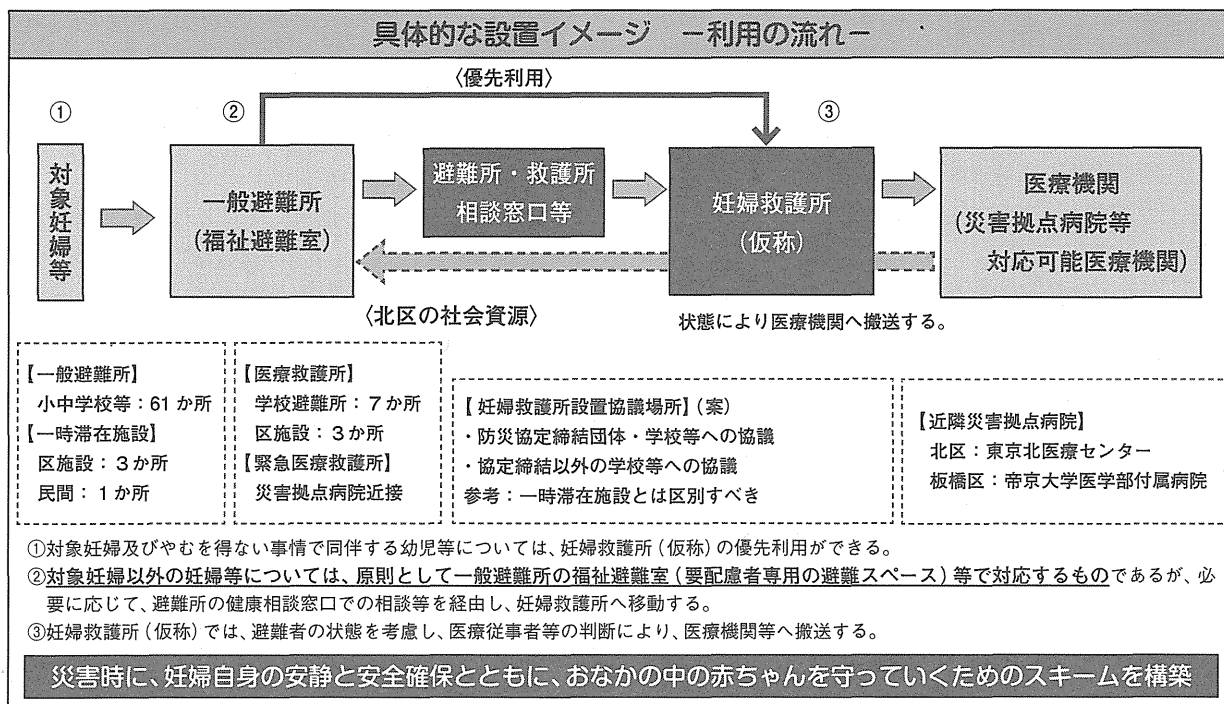 具体的な設置イメージ －利用の流れ－
〈優先利用〉
①
②
③
対象妊婦等
一般避難所
(福祉避難室)
避難所・救護所
相談窓口等
妊婦救護所
(仮称)
医療機関
(災害拠点病院等
対応可能医療機関)
〈北区の社会資源〉
状態により医療機関へ搬送する。
【一般避難所】
小中学校等：61か所
【一時滞在施設】
区施設：3か所
民間：1か所
【医療救護所】
学校避難所：7か所
区施設：3か所
【緊急医療救護所】
災害拠点病院近接
【妊婦救護所設置協議場所】(案)
・防災協定締結団体・学校等への協議
・協定締結以外の学校等への協議
参考：一時滞在施設とは区別すべき
【近隣災害拠点病院】
北区：東京北医療センター
板橋区：帝京大学医学部付属病院
①対象妊婦及びやむを得ない事情で同伴する幼児等については、妊婦救護所(仮称)の優先利用ができる。
②対象妊婦以外の妊婦等については、原則として一般避難所の福祉避難室(要配慮者専用の避難スペース)等で対応するものであるが、必
要に応じて、避難所の健康相談窓口での相談等を経由し、妊婦救護所へ移動する。
③妊婦救護所(仮称)では、避難者の状態を考慮し、医療従事者等の判断により、医療機関等へ搬送する。
災害時に、妊婦自身の安静と安全確保とともに、おなかの中の赤ちゃんを守っていくためのスキームを構築